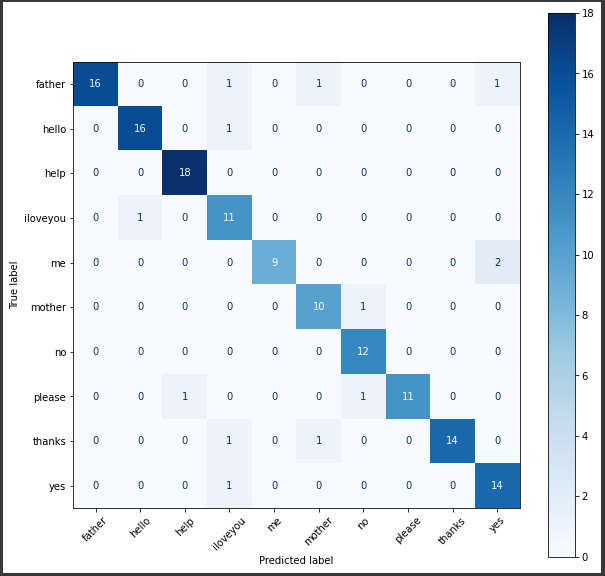 18
father 16 0 0 1 0 1 0 0 0 1
16
hello 0 16 0 1 0 0 0 0 0 0
14
help 0 0 18 0 0 0 0 0 0 0
12
iloveyou 0 1 0 11 0 0 0 0 0 0
10
me 0 0 0 0 9 0 0 0 0 2
True label
8
mother 0 0 0 0 0 10 1 0 0 0
no 0 0 0 0 0 0 12 0 0 0
6
please 0 0 1 0 0 0 1 11 0 0
4
thanks 0 0 0 1 0 1 0 0 14 0
2
yes 0 0 0 1 0 0 0 0 0 14
father hello help iloveyou me mother no please thanks yes
Predicted label
0